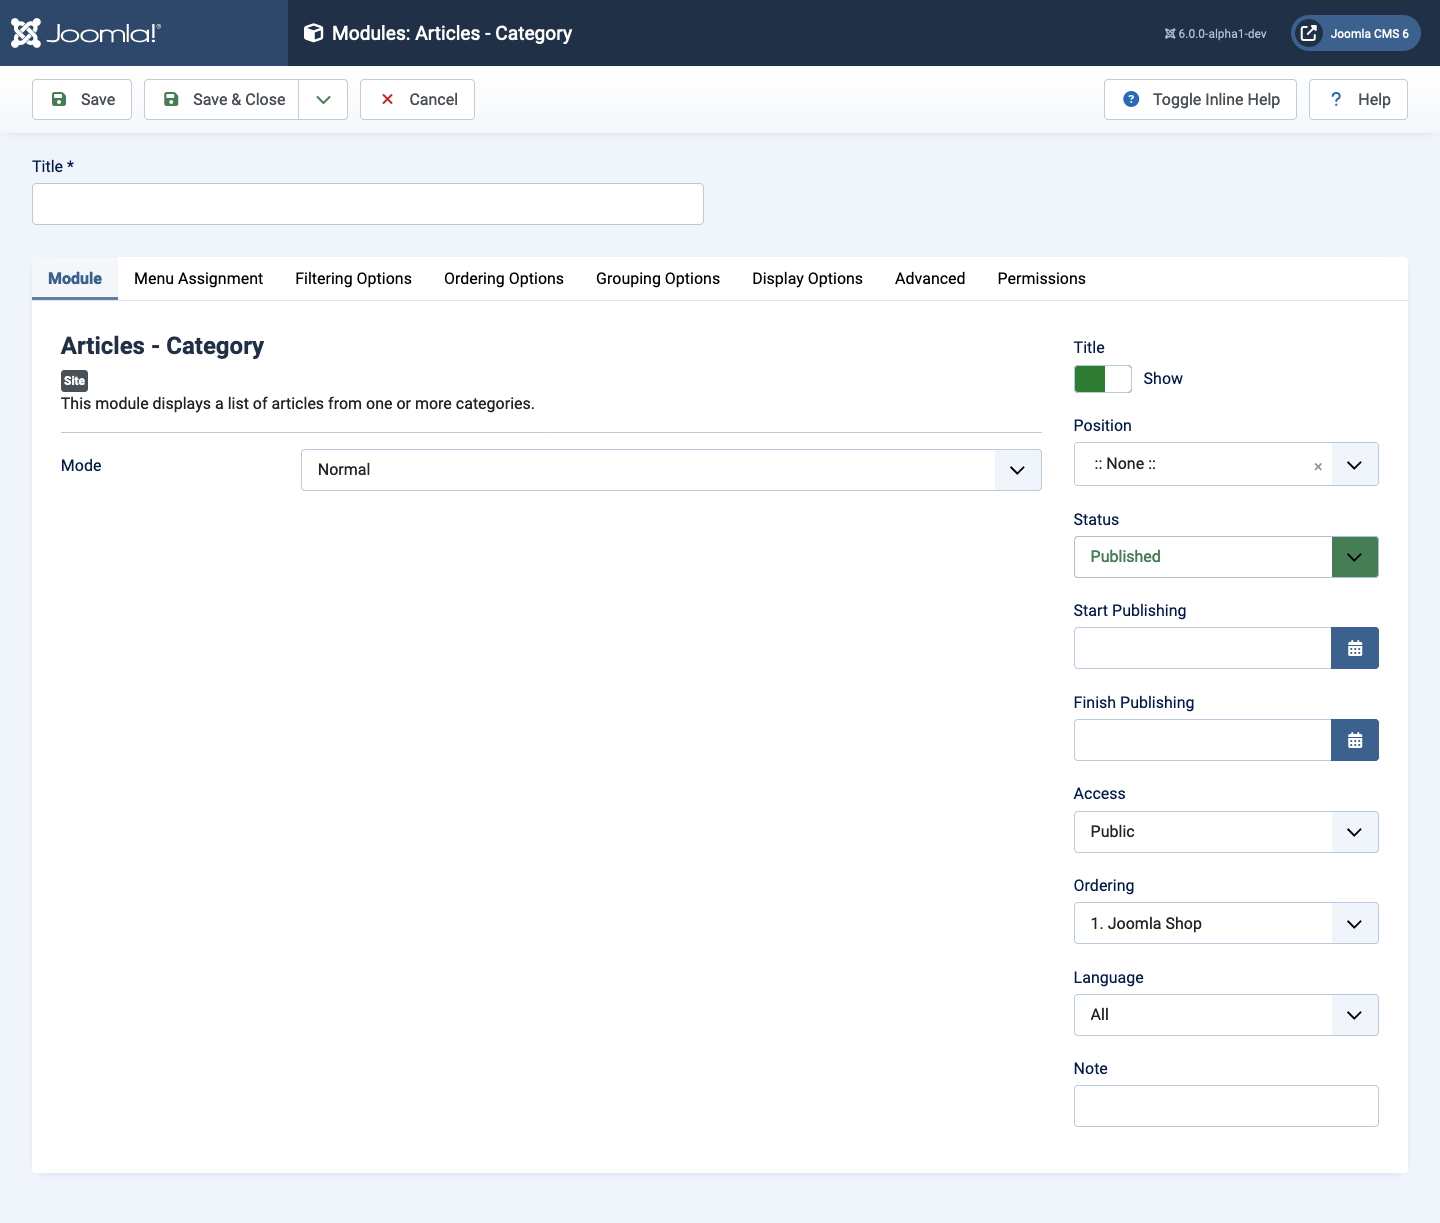 Joomla!®
Modules: Articles - Category
6.0.0-alpha1-dev
Joomla CMS 6
Save
Save & Close
Cancel
Toggle Inline Help
Help
Title *
Module
Menu Assignment
Filtering Options
Ordering Options
Grouping Options
Display Options
Advanced
Permissions
Articles - Category
Site
This module displays a list of articles from one or more categories.
Mode
Normal
Title
Show
Position
:: None ::
Status
Published
Start Publishing
Finish Publishing
Access
Public
Ordering
1. Joomla Shop
Language
All
Note